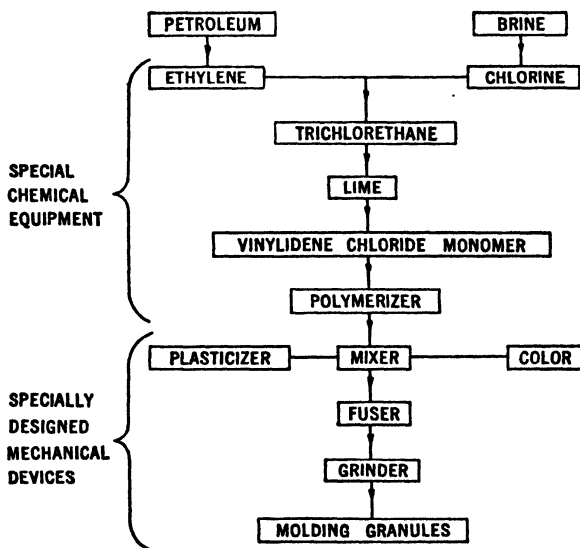 PETROLEUM
BRINE
ETHYLENE
CHLORINE
TRICHLORETHANE
SPECIAL
CHEMICAL
EQUIPMENT
LIME
VINYLIDENE CHLORIDE MONOMER
POLYMERIZER
PLASTICIZER
MIXER
COLOR
SPECIALLY
DESIGNED
MECHANICAL
DEVICES
FUSER
GRINDER
MOLDING GRANULES